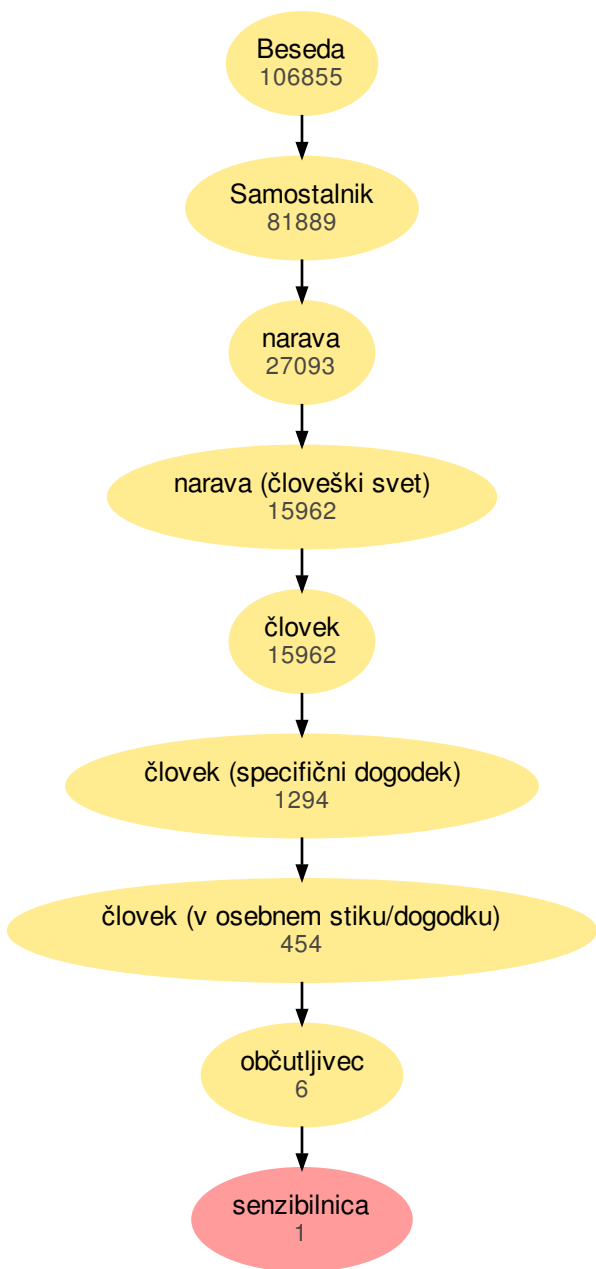 Beseda
106855
Samostalnik
81889
narava
27093
narava (človeški svet)
15962
človek
15962
človek (specifični dogodek)
1294
človek (v osebnem stiku/dogodku)
454
občutljivec
6
senzibilnica
1